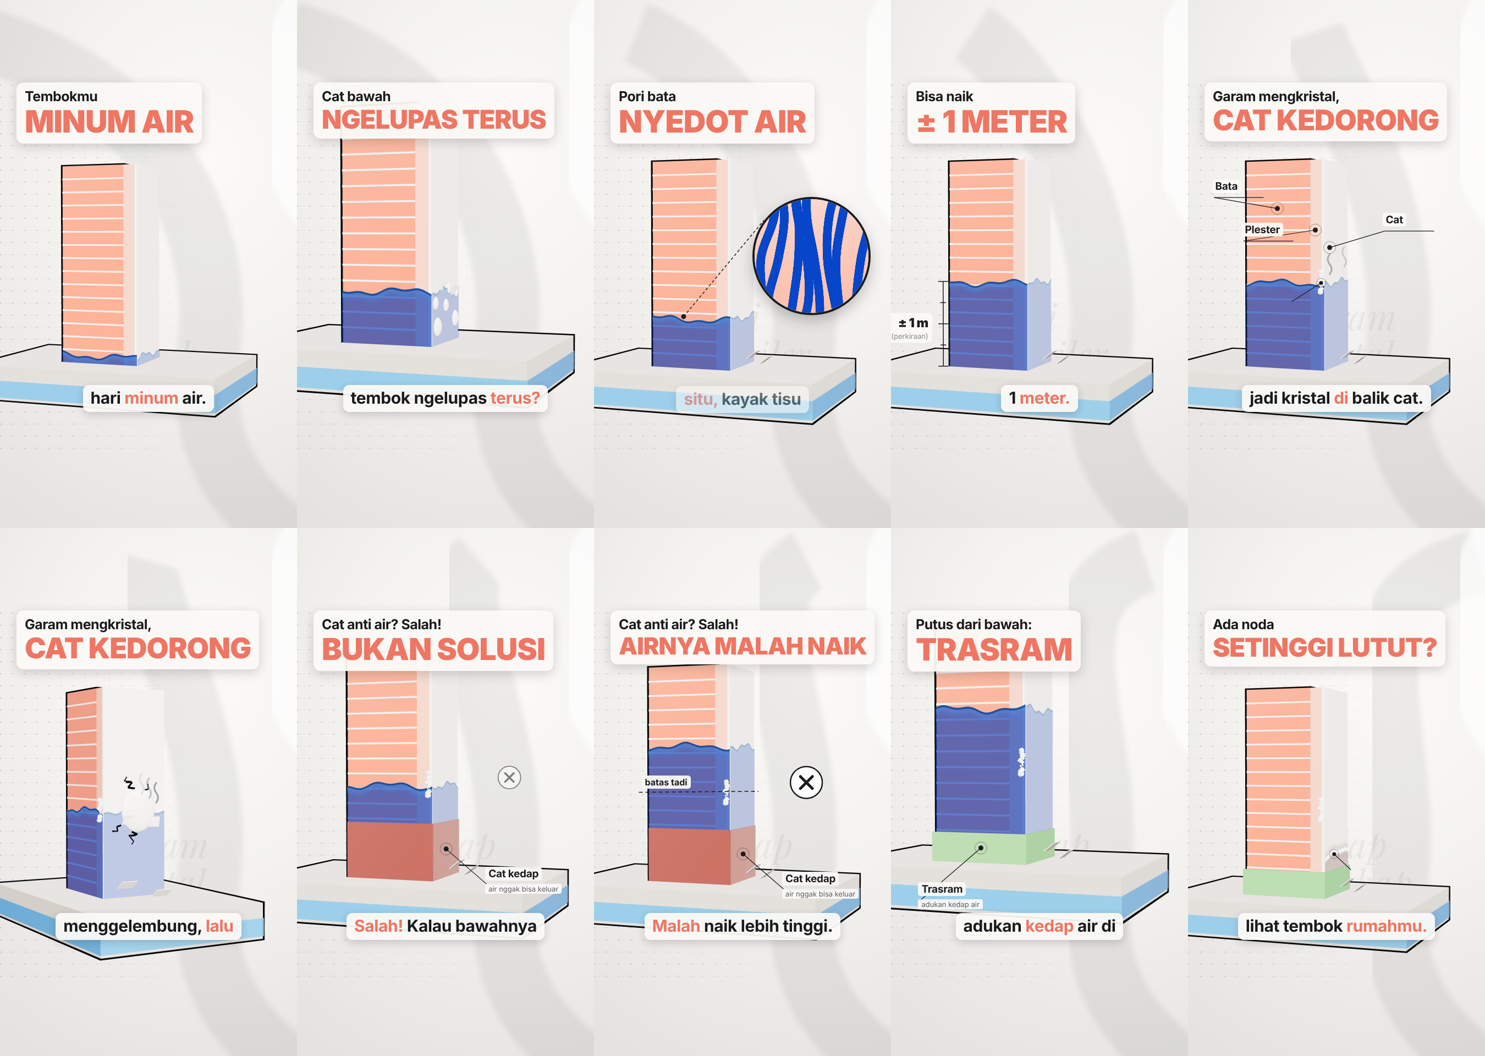 Tembokmu
MINUM AIR
hari minum air.
Cat bawah
NGELUPAS TERUS
tembok ngelupas terus?
Pori bata
NYEDOT AIR
situ, kayak tisu
Bisa naik
± 1 METER
±1m
(perkiraan)
1 meter.
Garam mengkristal,
CAT KEDORONG
Bata
Plester
Cat
jadi kristal di balik cat.
Garam mengkristal,
CAT KEDORONG
menggelembung, lalu
Cat anti air? Salah!
BUKAN SOLUSI
Cat kedap
air nggak bisa keluar
Salah! Kalau bawahnya
Cat anti air? Salah!
AIRNYA MALAH NAIK
batas tadi
Cat kedap
air nggak bisa keluar
Malah naik lebih tinggi.
Putus dari bawah:
TRASRAM
Trasram
adukan kedap air
adukan kedap air di
Ada noda
SETINGGI LUTUT?
lihat tembok rumahmu.